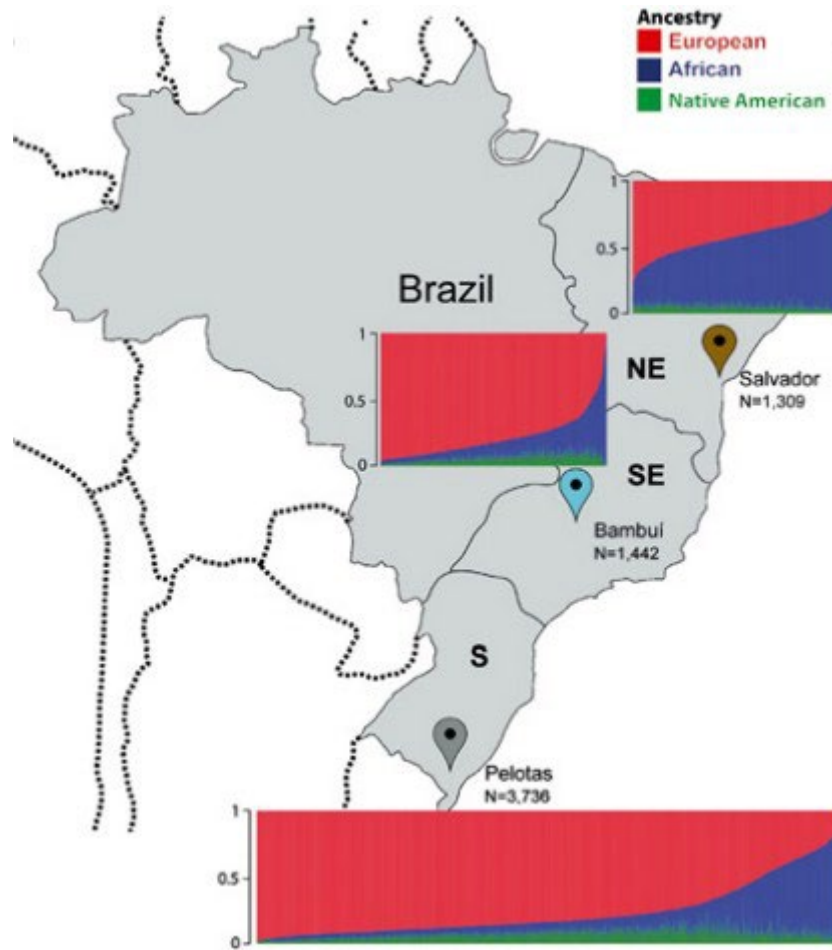 Ancestry
European
African
Native American
1
0.5
0
Brazil
1
0.5
0
NE
Salvador
N=1,309
SE
Bambuí
N=1,442
S
Pelotas
N=3,736
1
0.5
0